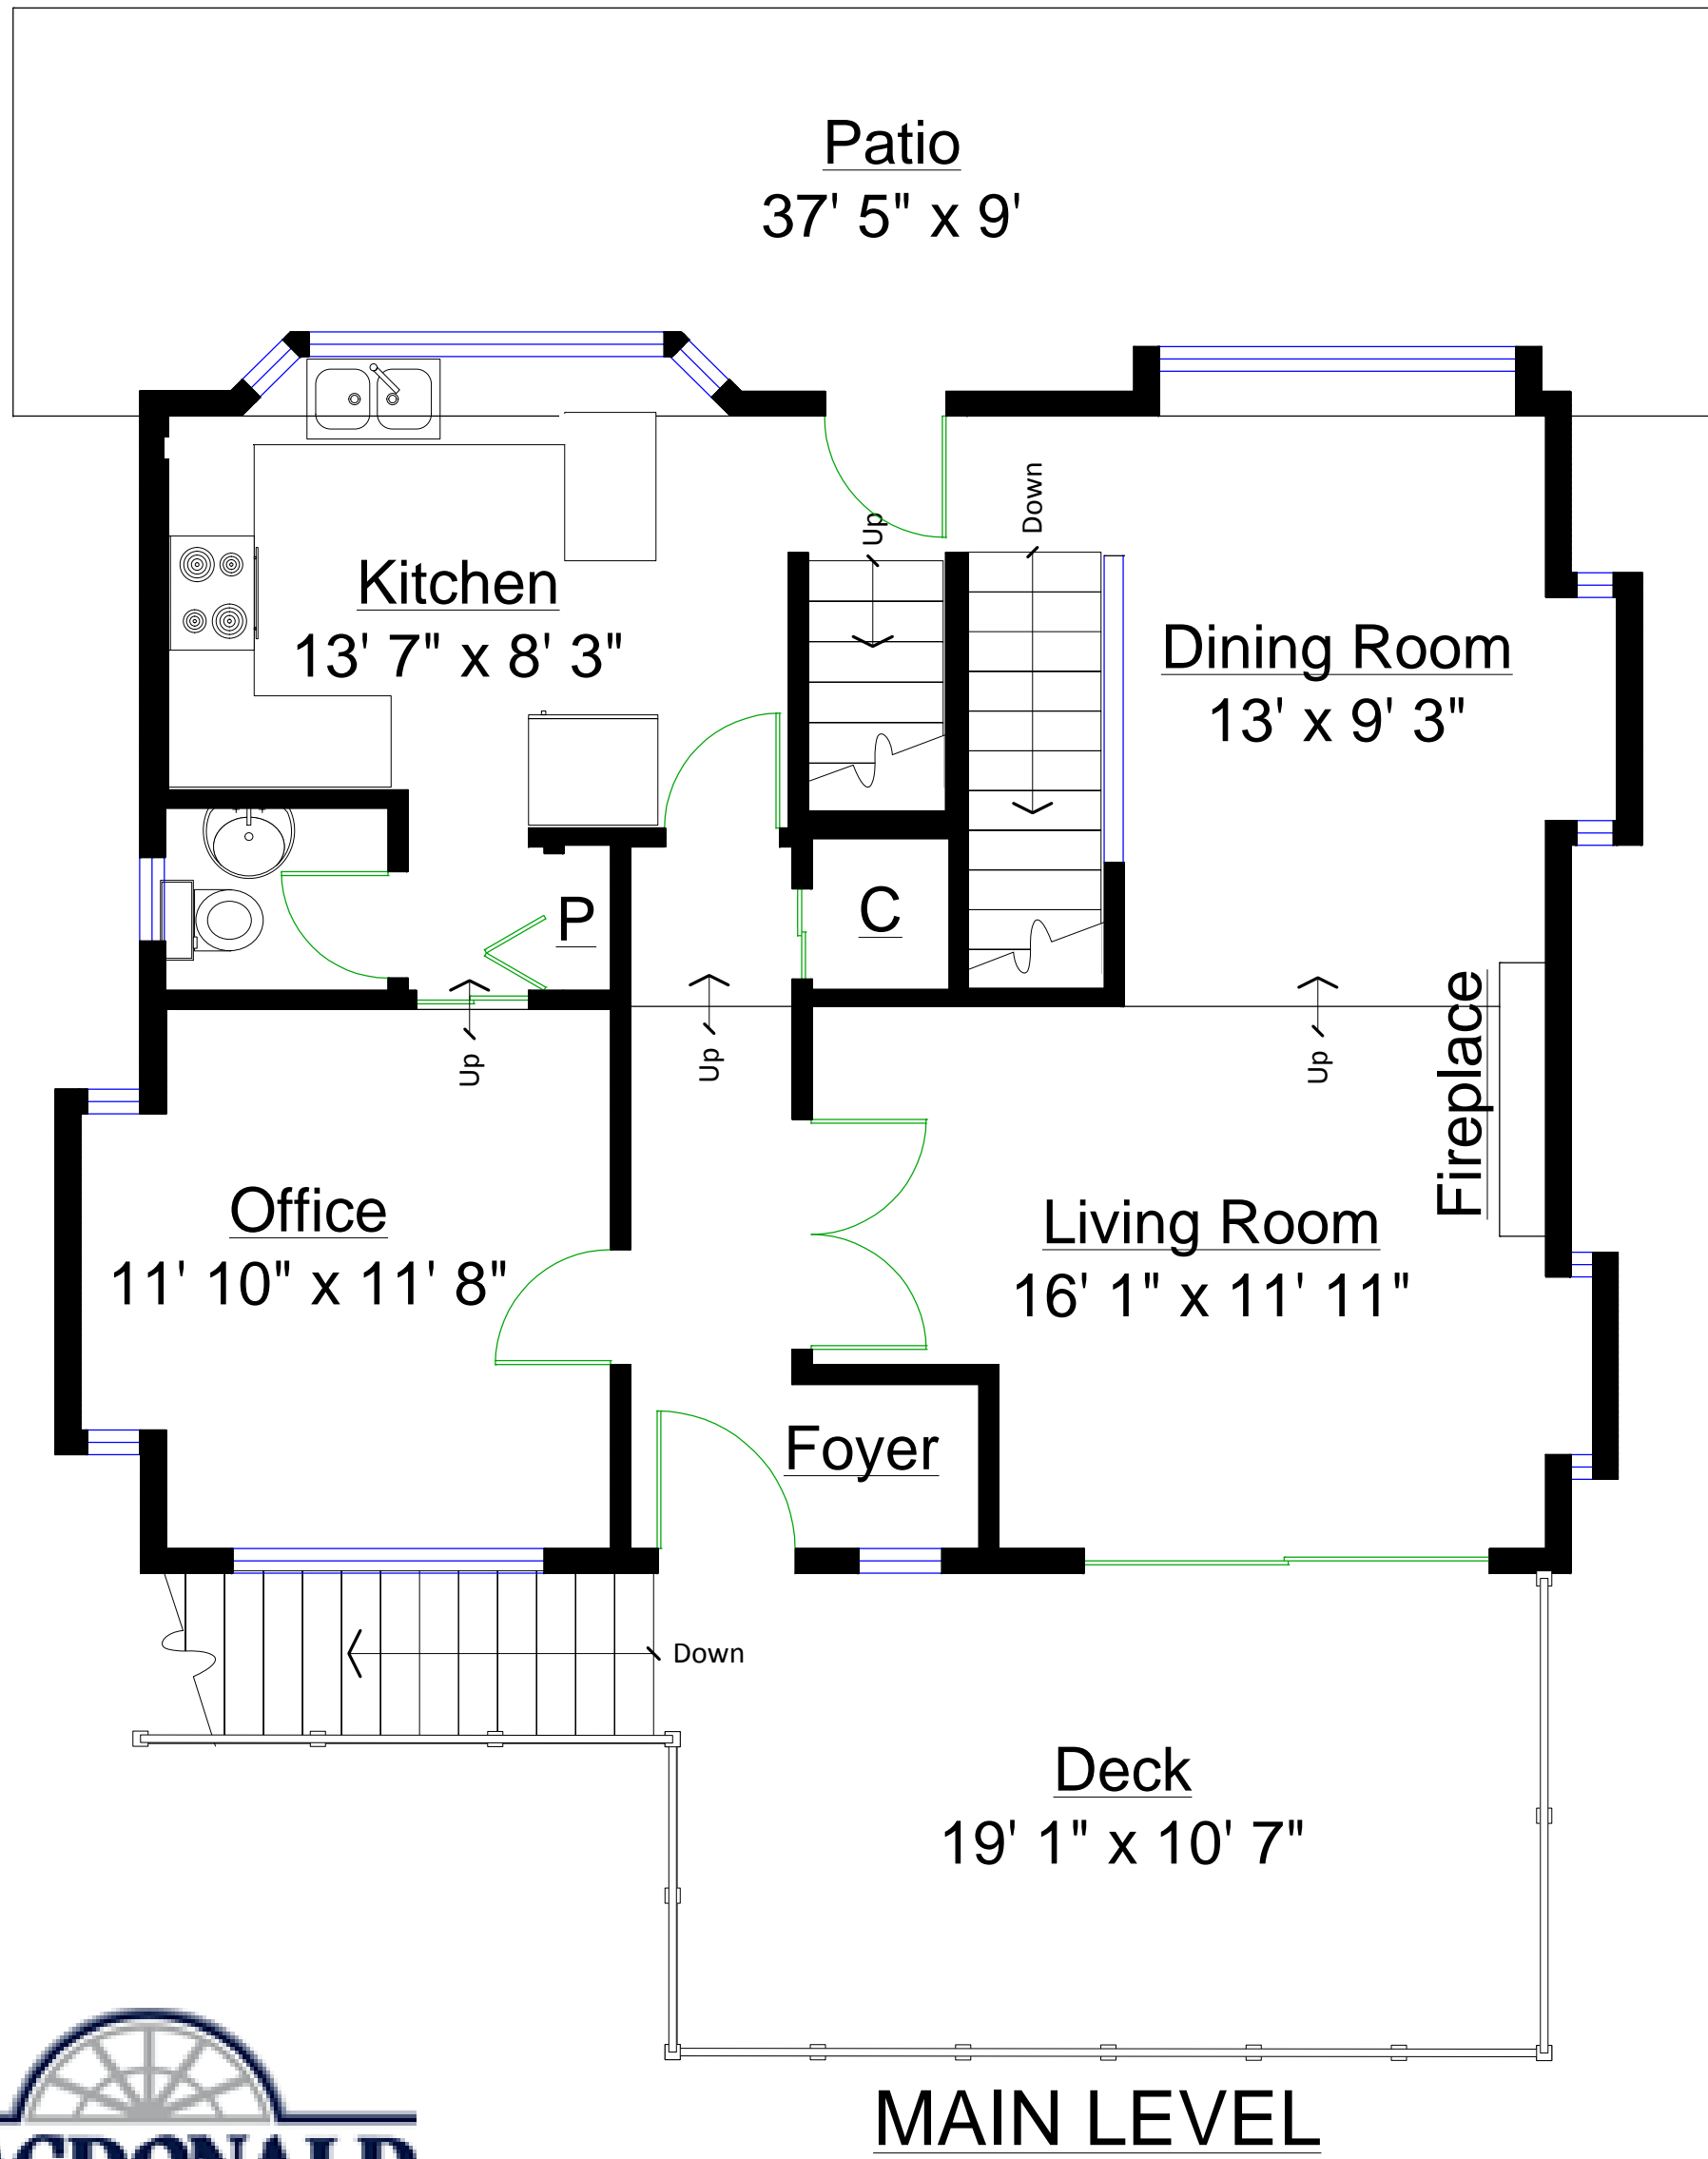 Patio
37' 5" x 9'
Up
Down
Kitchen
13' 7" x 8' 3"
Dining Room
13' x 9' 3"
P
C
Up
Up
Up
Fireplace
Office
11' 10" x 11' 8"
Living Room
16' 1" x 11' 11"
Foyer
Down
Deck
19' 1" x 10' 7"
MAIN LEVEL